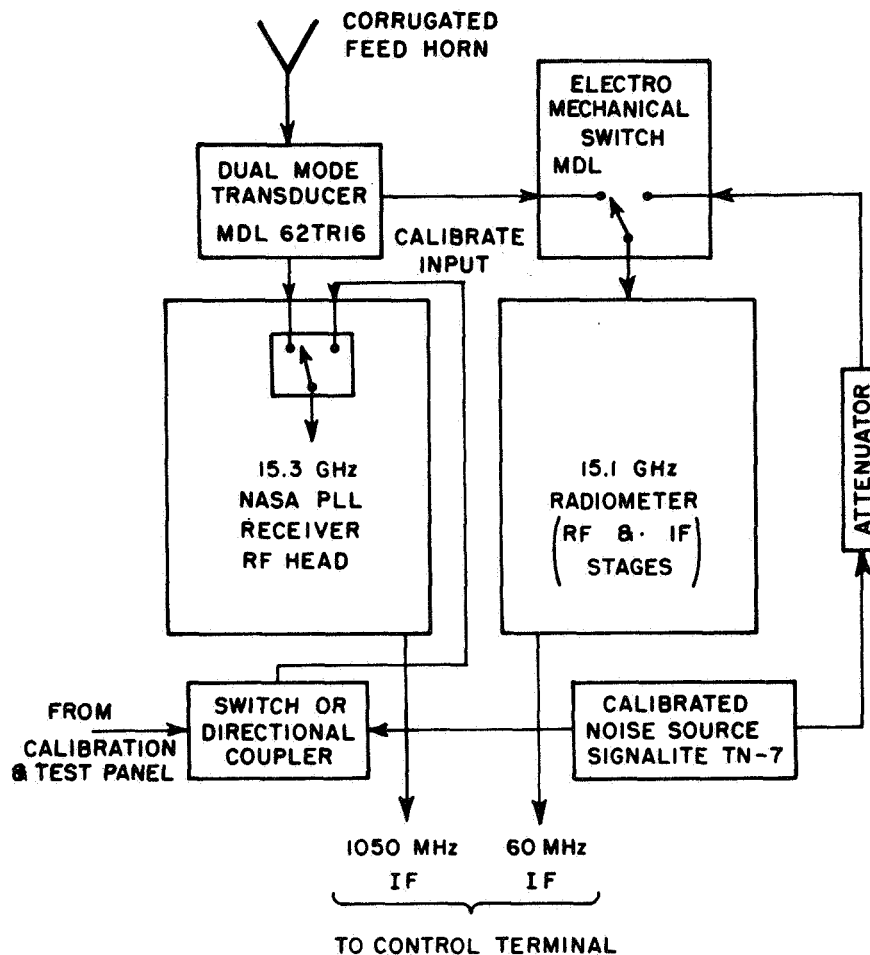 CORRUGATED
FEED HORN
ELECTRO
MECHANICAL
SWITCH
MDL
DUAL MODE
TRANSDUCER
MDL 62TR16
CALIBRATE
INPUT
15.3 GHz
NASA PLL
RECEIVER
RF HEAD
15.1 GHz
RADIOMETER
(RF & · IF)
STAGES
ATTENUATOR
FROM
CALIBRATION
& TEST PANEL
SWITCH OR
DIRECTIONAL
COUPLER
CALIBRATED
NOISE SOURCE
SIGNALITE TN-7
1050 MHz
IF
60 MHz
IF
TO CONTROL TERMINAL